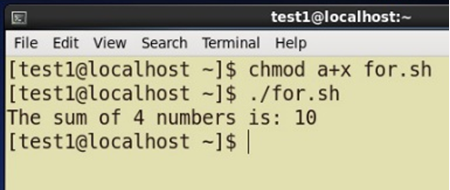 test1@localhost:~
File Edit View Search Terminal Help
[test1@localhost ~]$ chmod a+x for.sh
[test1@localhost ~]$ ./for.sh
The sum of 4 numbers is: 10
[test1@localhost ~]$